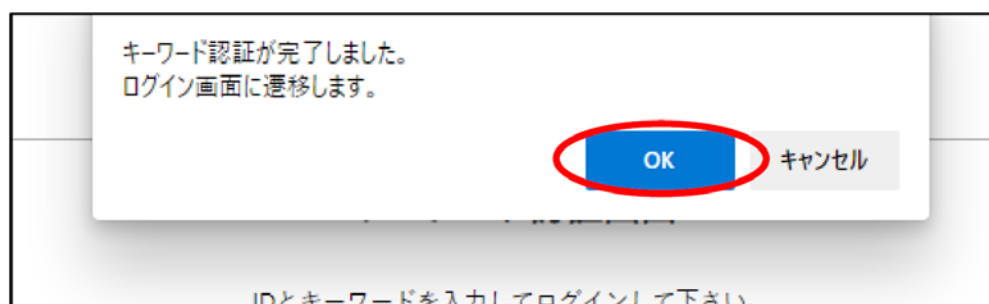 キーワード認証が完了しました。
ログイン画面に遷移します。
OK
キャンセル
IDとキーワードを入力してログインして下さい